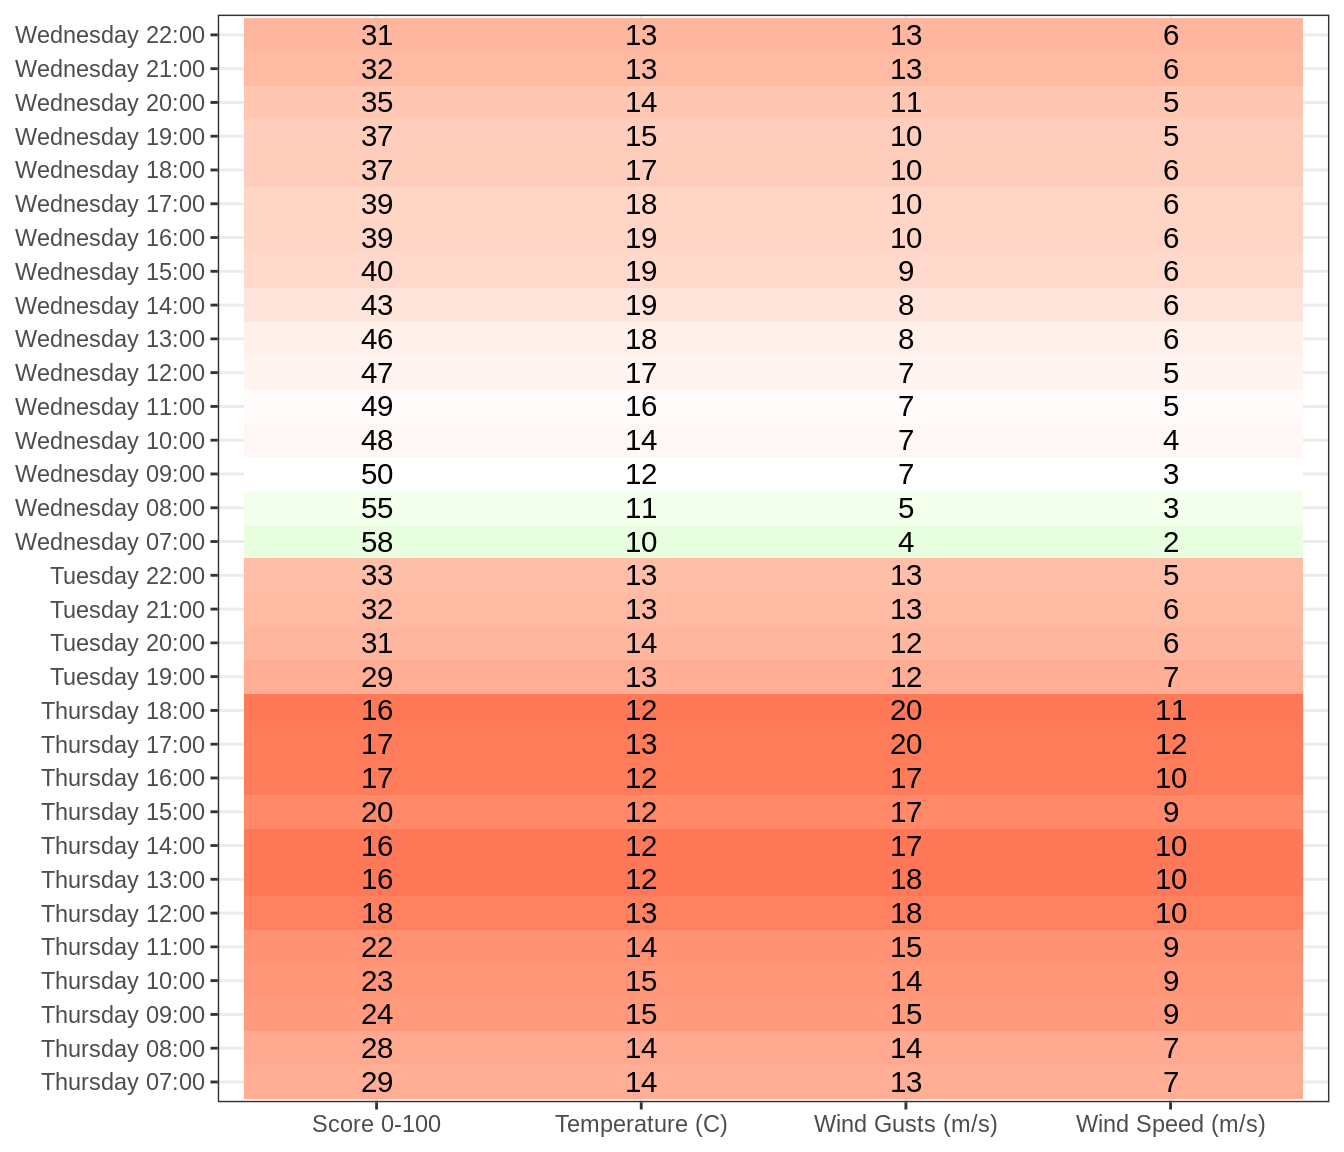 Wednesday 22:00 31 13 13 6
Wednesday 21:00 32 13 13 6
Wednesday 20:00 35 14 11 5
Wednesday 19:00 37 15 10 5
Wednesday 18:00 37 17 10 6
Wednesday 17:00 39 18 10 6
Wednesday 16:00 39 19 10 6
Wednesday 15:00 40 19 9 6
Wednesday 14:00 43 19 8 6
Wednesday 13:00 46 18 8 6
Wednesday 12:00 47 17 7 5
Wednesday 11:00 49 16 7 5
Wednesday 10:00 48 14 7 4
Wednesday 09:00 50 12 7 3
Wednesday 08:00 55 11 5 3
Wednesday 07:00 58 10 4 2
Tuesday 22:00 33 13 13 5
Tuesday 21:00 32 13 13 6
Tuesday 20:00 31 14 12 6
Tuesday 19:00 29 13 12 7
Thursday 18:00 16 12 20 11
Thursday 17:00 17 13 20 12
Thursday 16:00 17 12 17 10
Thursday 15:00 20 12 17 9
Thursday 14:00 16 12 17 10
Thursday 13:00 16 12 18 10
Thursday 12:00 18 13 18 10
Thursday 11:00 22 14 15 9
Thursday 10:00 23 15 14 9
Thursday 09:00 24 15 15 9
Thursday 08:00 28 14 14 7
Thursday 07:00 29 14 13 7
Score 0-100 Temperature (C) Wind Gusts (m/s) Wind Speed (m/s)